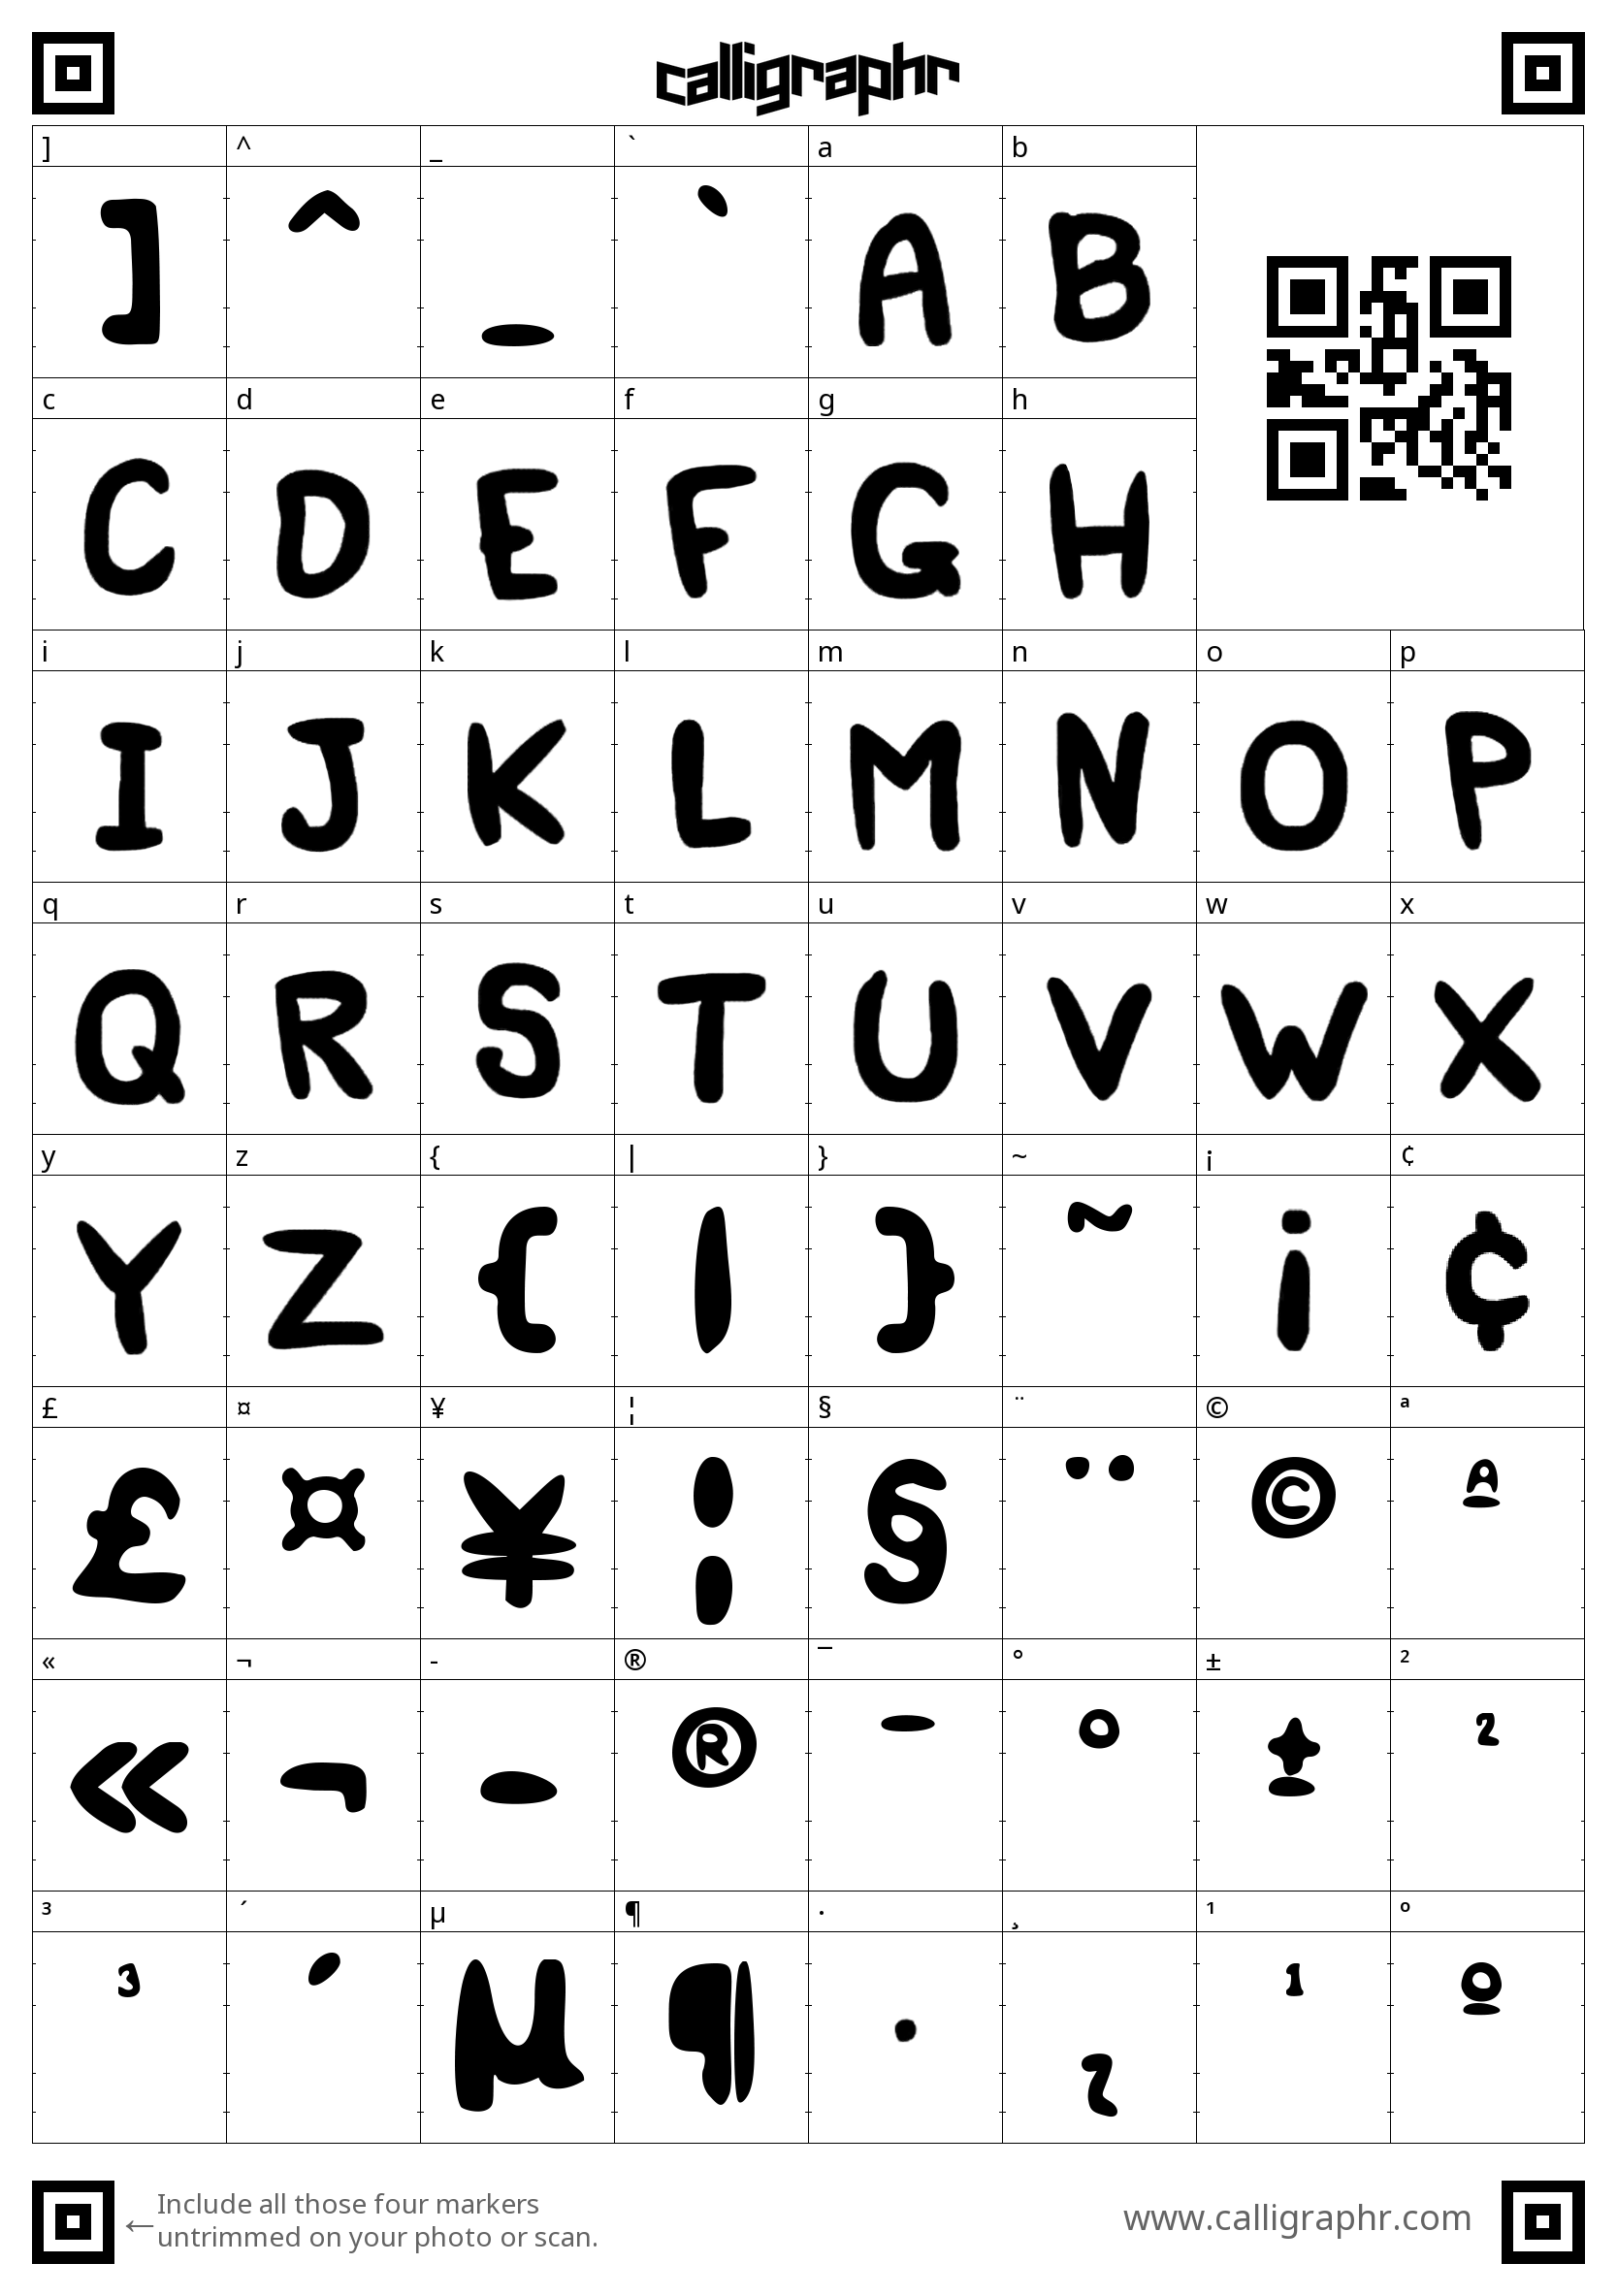 calligraphr
] ^ _ ` a b
] ^ _ ` A B
c d e f g h
C D E F G H
i j k l m n o p
I J K L M N O P
q r s t u v w x
Q R S T U V W X
y z { | } ~ ¡ ¢
Y Z { | } ~ ¡ ¢
£ ¤ ¥ ¦ § ¨ © ª
£ ¤ ¥ ¦ § ¨ © ª
« ¬ - ® ¯ ° ± ²
« ¬ - ® ¯ ° ± ²
³ ´ µ ¶ · ¸ ¹ º
³ ´ µ ¶ · ¸ ¹ º
←Include all those four markers
untrimmed on your photo or scan.
www.calligraphr.com